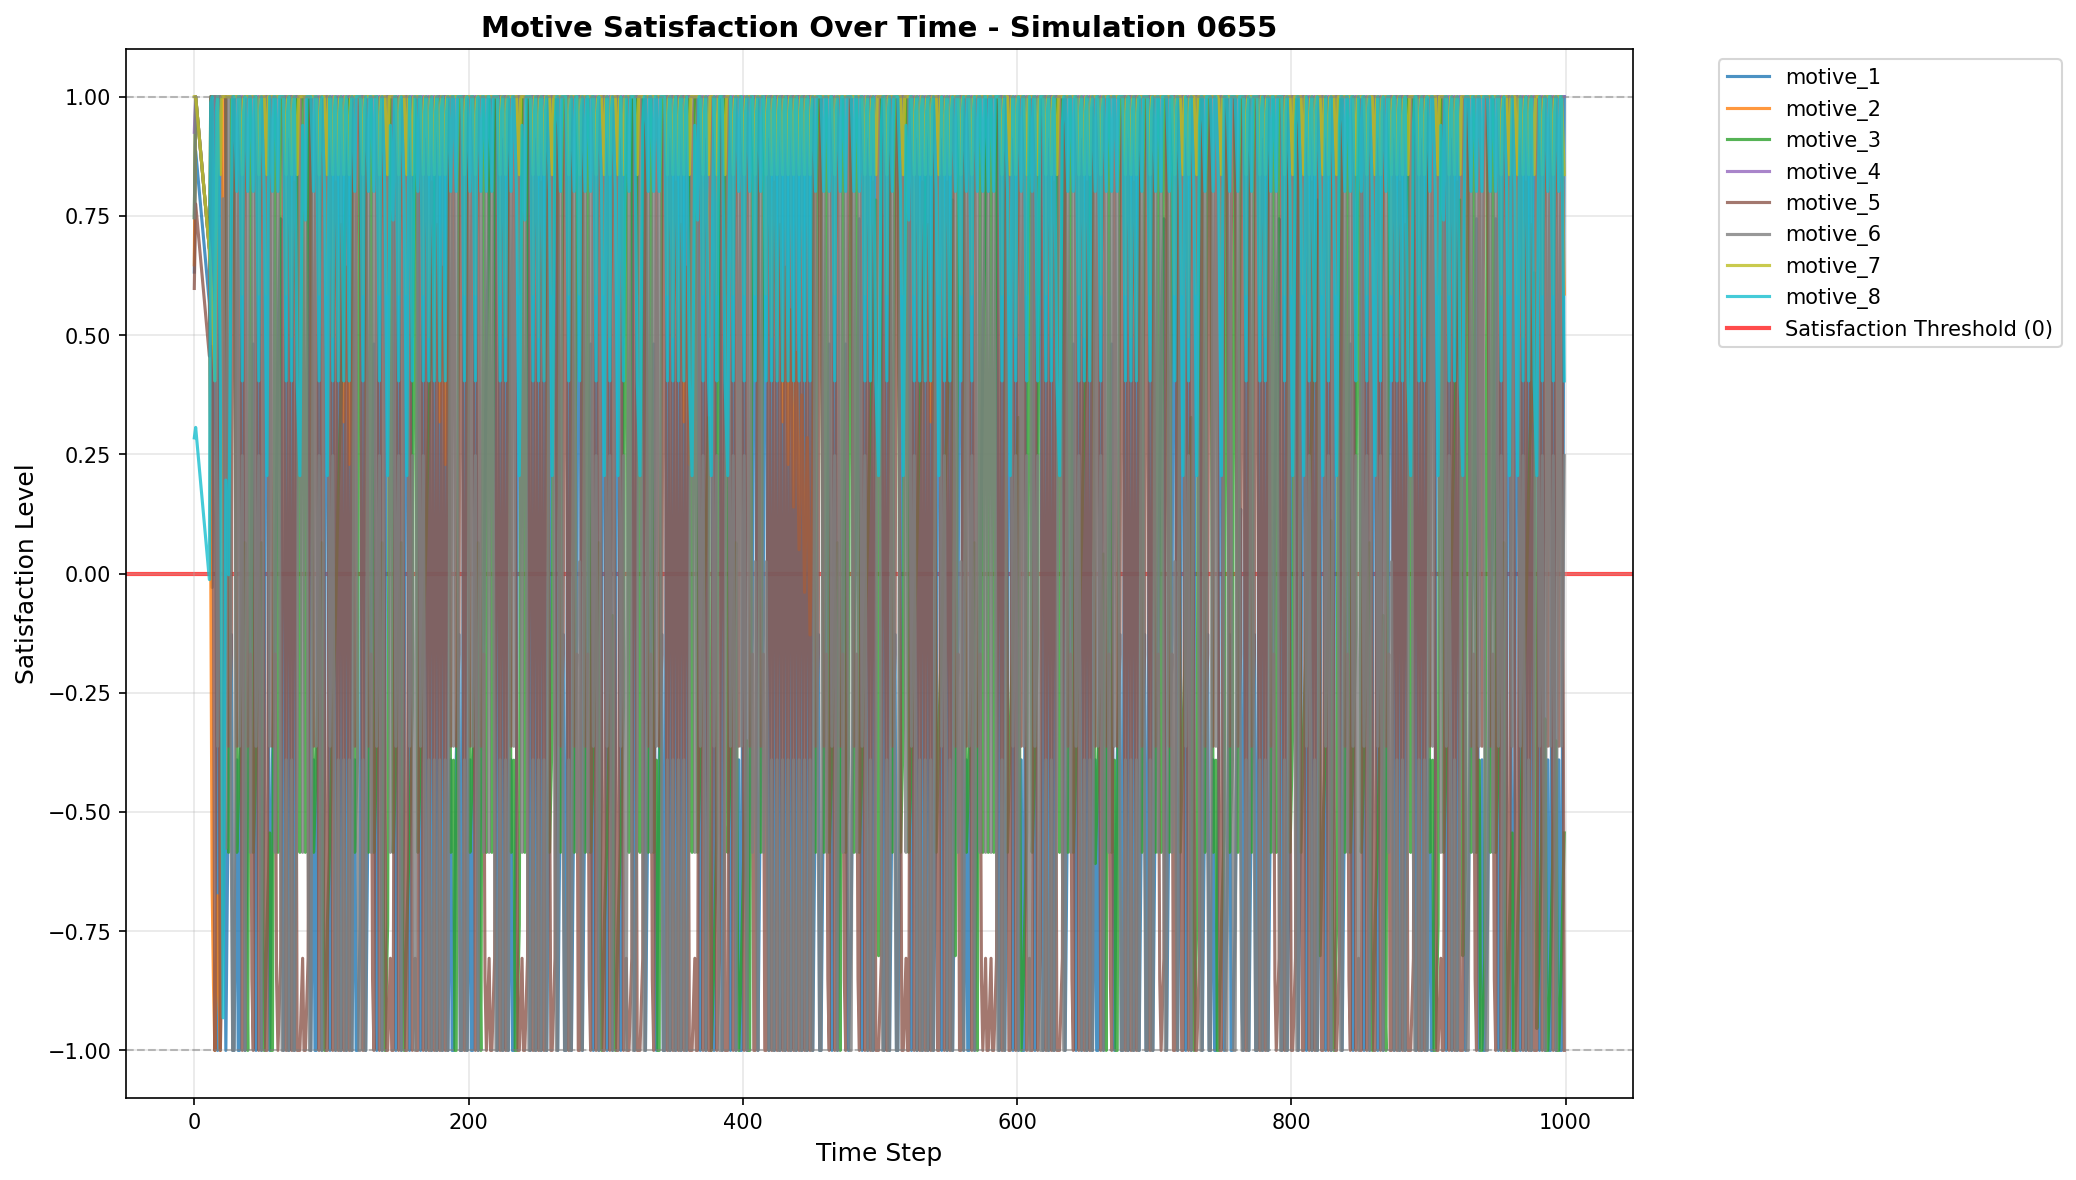 Motive Satisfaction Over Time - Simulation 0655
1.00
0.75
0.50
0.25
0.00
−0.25
−0.50
−0.75
−1.00
Satisfaction Level
0
200
400
600
800
1000
Time Step
motive_1
motive_2
motive_3
motive_4
motive_5
motive_6
motive_7
motive_8
Satisfaction Threshold (0)